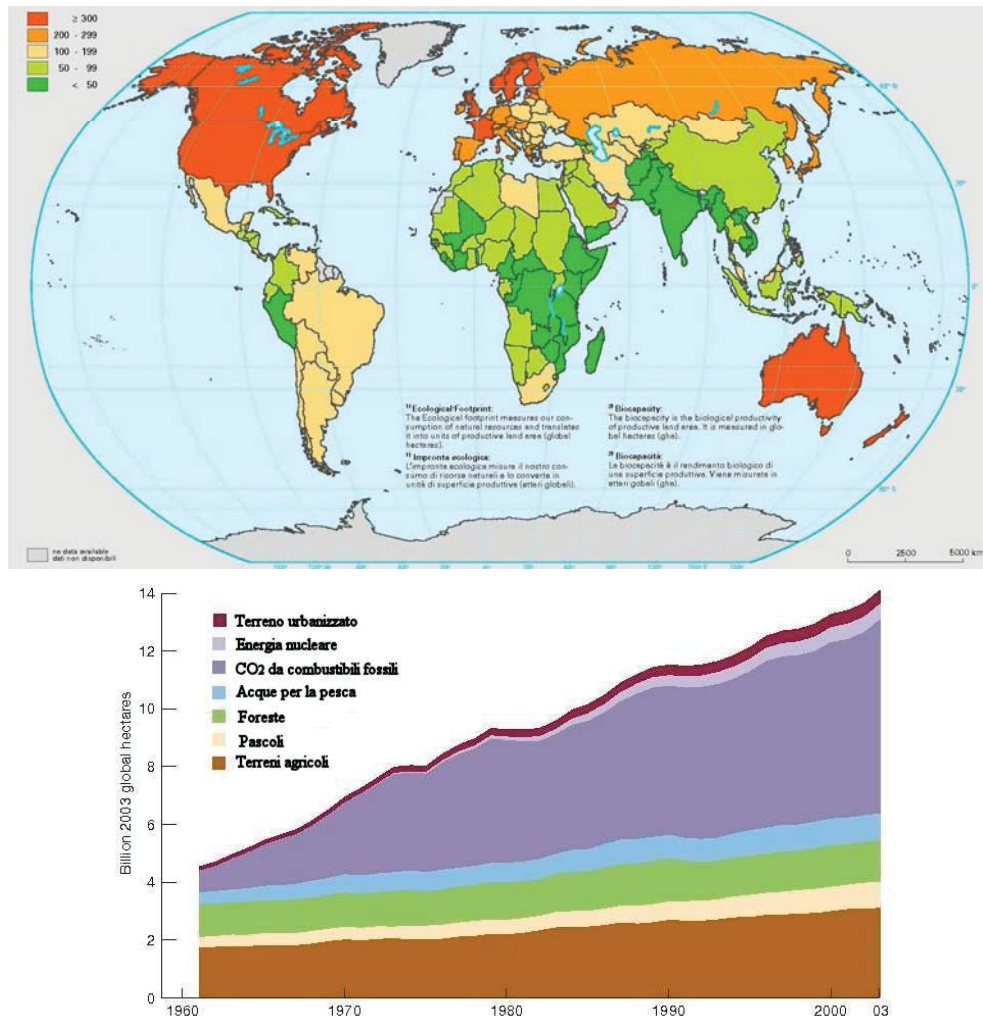 ≥ 300
200 - 299
100 - 199
50 - 99
< 50
¹⁾ Ecological Footprint:
The Ecological footprint measures our con-
sumption of natural resources and translates
it into units of productive land area (global
hectares).
¹⁾ Impronta ecologica:
L'impronte ecologica misura il nostro con-
sumo di risorse naturali e lo converte in
unità di superficie produttive (ettari globali).
²⁾ Biocapacity:
The biocapacity is the biological productivity
of productive land area. It is measured in glo-
bal hectares (gha).
²⁾ Biocapacità:
La biocapacità è il rendimento biologico di
una superficie produttiva. Viene misurata in
ettari gobali (gha).
no data available
dati non disponibili
0 2500 5000 km
14
12
10
8
6
4
2
0
Billion 2003 global hectares
Terreno urbanizzato
Energia nucleare
CO2 da combustibili fossili
Acque per la pesca
Foreste
Pascoli
Terreni agricoli
1960 1970 1980 1990 2000 03